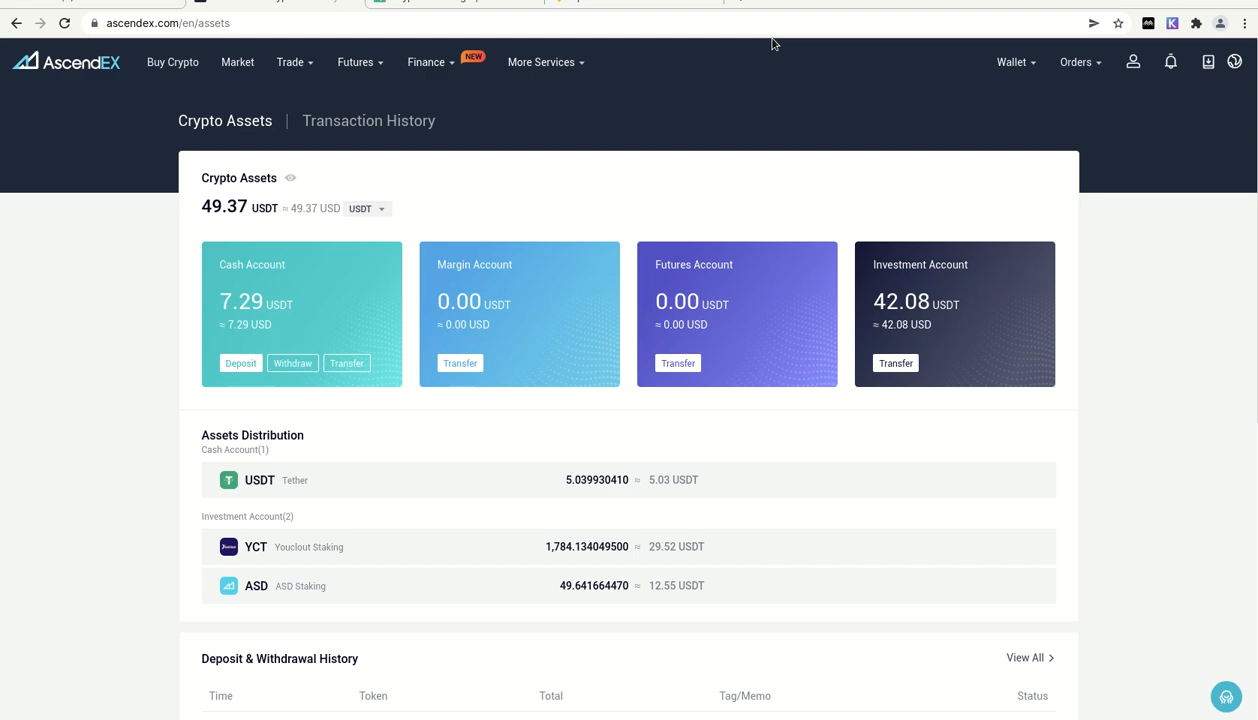 ascendex.com/en/assets
AscendEX Buy Crypto Market Trade Futures Finance NEW More Services Wallet Orders
Crypto Assets | Transaction History
Crypto Assets
49.37 USDT ≈ 49.37 USD USDT
Cash Account
7.29 USDT
≈ 7.29 USD
Deposit Withdraw Transfer
Margin Account
0.00 USDT
≈ 0.00 USD
Transfer
Futures Account
0.00 USDT
≈ 0.00 USD
Transfer
Investment Account
42.08 USDT
≈ 42.08 USD
Transfer
Assets Distribution
Cash Account(1)
USDT Tether 5.039930410 ≈ 5.03 USDT
Investment Account(2)
YCT Youclout Staking 1,784.134049500 ≈ 29.52 USDT
ASD ASD Staking 49.641664470 ≈ 12.55 USDT
Deposit & Withdrawal History View All
Time Token Total Tag/Memo Status